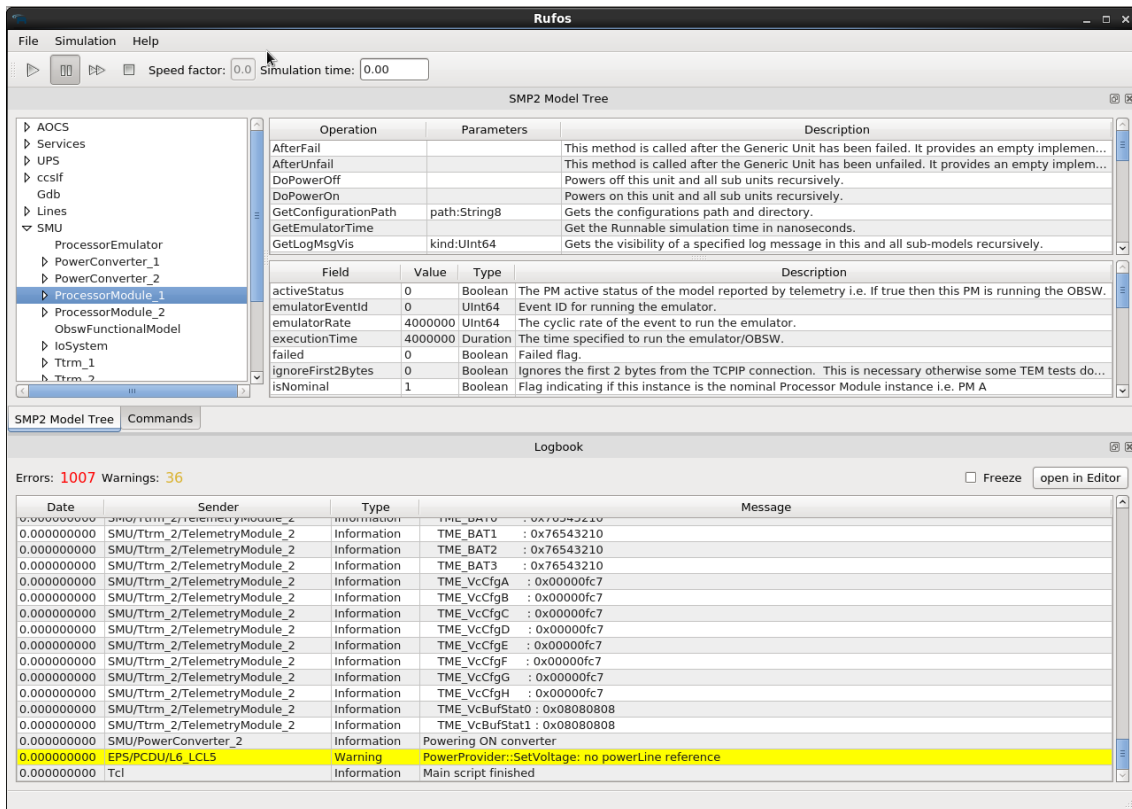 Rufos
File Simulation Help
Speed factor: 0.0 Simulation time: 0.00
SMP2 Model Tree
AOCS
Services
UPS
ccsIf
Gdb
Lines
SMU
ProcessorEmulator
PowerConverter_1
PowerConverter_2
ProcessorModule_1
ProcessorModule_2
ObswFunctionalModel
IoSystem
Ttrm_1
Ttrm_2
Operation Parameters Description
AfterFail This method is called after the Generic Unit has been failed. It provides an empty implemen...
AfterUnfail This method is called after the Generic Unit has been unfailed. It provides an empty implem...
DoPowerOff Powers off this unit and all sub units recursively.
DoPowerOn Powers on this unit and all sub units recursively.
GetConfigurationPath path:String8 Gets the configurations path and directory.
GetEmulatorTime Get the Runnable simulation time in nanoseconds.
GetLogMsgVis kind:UInt64 Gets the visibility of a specified log message in this and all sub-models recursively.
Field Value Type Description
activeStatus 0 Boolean The PM active status of the model reported by telemetry i.e. If true then this PM is running the OBSW.
emulatorEventId 0 UInt64 Event ID for running the emulator.
emulatorRate 4000000 UInt64 The cyclic rate of the event to run the emulator.
executionTime 4000000 Duration The time specified to run the emulator/OBSW.
failed 0 Boolean Failed flag.
ignoreFirst2Bytes 0 Boolean Ignores the first 2 bytes from the TCPIP connection. This is necessary otherwise some TEM tests do...
isNominal 1 Boolean Flag indicating if this instance is the nominal Processor Module instance i.e. PM A
SMP2 Model Tree Commands
Logbook
Errors: 1007 Warnings: 36 Freeze open in Editor
Date Sender Type Message
0.000000000 SMU/Ttrm_2/TelemetryModule_2 Information TME_BAT0 : 0x76543210
0.000000000 SMU/Ttrm_2/TelemetryModule_2 Information TME_BAT1 : 0x76543210
0.000000000 SMU/Ttrm_2/TelemetryModule_2 Information TME_BAT2 : 0x76543210
0.000000000 SMU/Ttrm_2/TelemetryModule_2 Information TME_BAT3 : 0x76543210
0.000000000 SMU/Ttrm_2/TelemetryModule_2 Information TME_VcCfgA : 0x00000fc7
0.000000000 SMU/Ttrm_2/TelemetryModule_2 Information TME_VcCfgB : 0x00000fc7
0.000000000 SMU/Ttrm_2/TelemetryModule_2 Information TME_VcCfgC : 0x00000fc7
0.000000000 SMU/Ttrm_2/TelemetryModule_2 Information TME_VcCfgD : 0x00000fc7
0.000000000 SMU/Ttrm_2/TelemetryModule_2 Information TME_VcCfgE : 0x00000fc7
0.000000000 SMU/Ttrm_2/TelemetryModule_2 Information TME_VcCfgF : 0x00000fc7
0.000000000 SMU/Ttrm_2/TelemetryModule_2 Information TME_VcCfgG : 0x00000fc7
0.000000000 SMU/Ttrm_2/TelemetryModule_2 Information TME_VcCfgH : 0x00000fc7
0.000000000 SMU/Ttrm_2/TelemetryModule_2 Information TME_VcBufStat0 : 0x08080808
0.000000000 SMU/Ttrm_2/TelemetryModule_2 Information TME_VcBufStat1 : 0x08080808
0.000000000 SMU/PowerConverter_2 Information Powering ON converter
0.000000000 EPS/PCDU/L6_LCL5 Warning PowerProvider::SetVoltage: no powerLine reference
0.000000000 Tcl Information Main script finished